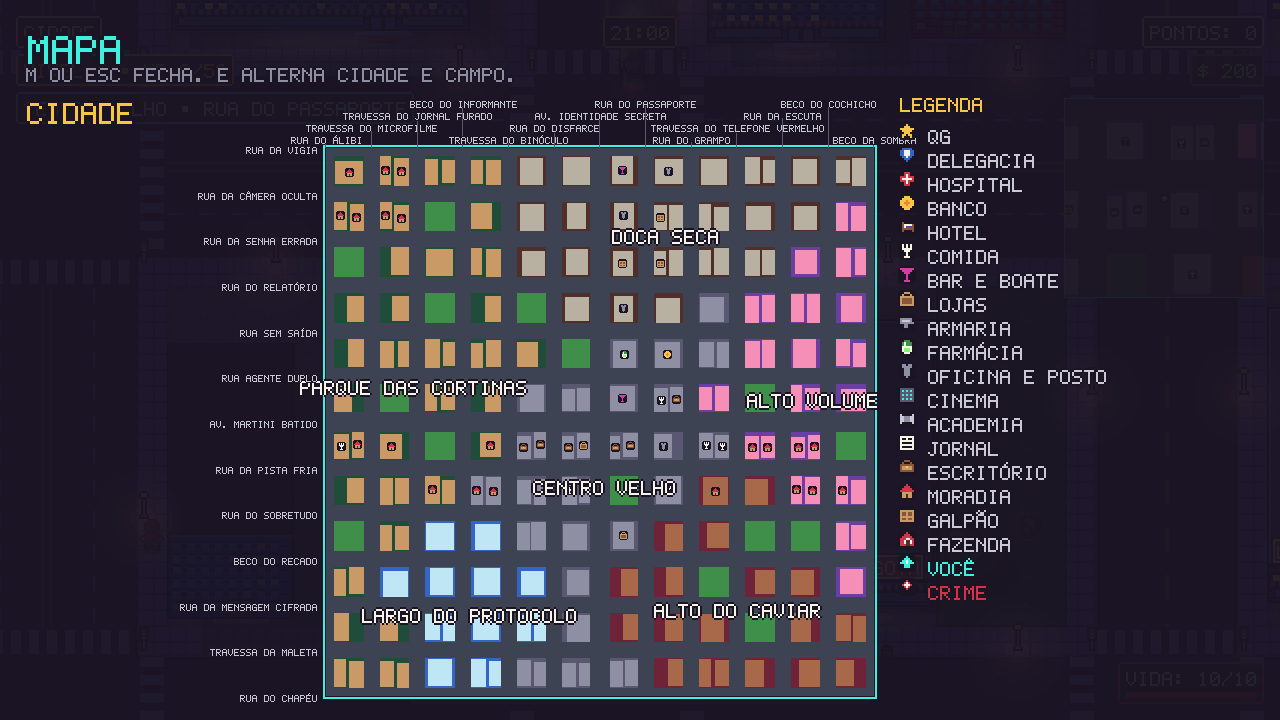 CIDADE
21:00
PONTOS: 0
MAPA
M OU ESC FECHA. E ALTERNA CIDADE E CAMPO.
$ 200
CIDADE
RUA DO PASSAPORTE
BECO DO INFORMANTE
RUA DO PASSAPORTE
BECO DO COCHICHO
TRAVESSA DO JORNAL FURADO
AV. IDENTIDADE SECRETA
RUA DA ESCUTA
TRAVESSA DO MICROFILME
RUA DO DISFARCE
TRAVESSA DO TELEFONE VERMELHO
RUA DO ÁLIBI
TRAVESSA DO BINÓCULO
RUA DO GRAMPO
BECO DA SOMBRA
RUA DA VIGIA
RUA DA CÂMERA OCULTA
RUA DA SENHA ERRADA
RUA DO RELATÓRIO
RUA SEM SAÍDA
RUA AGENTE DUPLO
AV. MARTINI BATIDO
RUA DA PISTA FRIA
RUA DO SOBRETUDO
BECO DO RECADO
RUA DA MENSAGEM CIFRADA
TRAVESSA DA MALETA
RUA DO CHAPÉU
DOCA SECA
PARQUE DAS CORTINAS
ALTO VOLUME
CENTRO VELHO
LARGO DO PROTOCOLO
ALTO DO CAVIAR
LEGENDA
QG
DELEGACIA
HOSPITAL
BANCO
HOTEL
COMIDA
BAR E BOATE
LOJAS
ARMARIA
FARMÁCIA
OFICINA E POSTO
CINEMA
ACADEMIA
JORNAL
ESCRITÓRIO
MORADIA
GALPÃO
FAZENDA
VOCÊ
CRIME
VIDA: 10/10